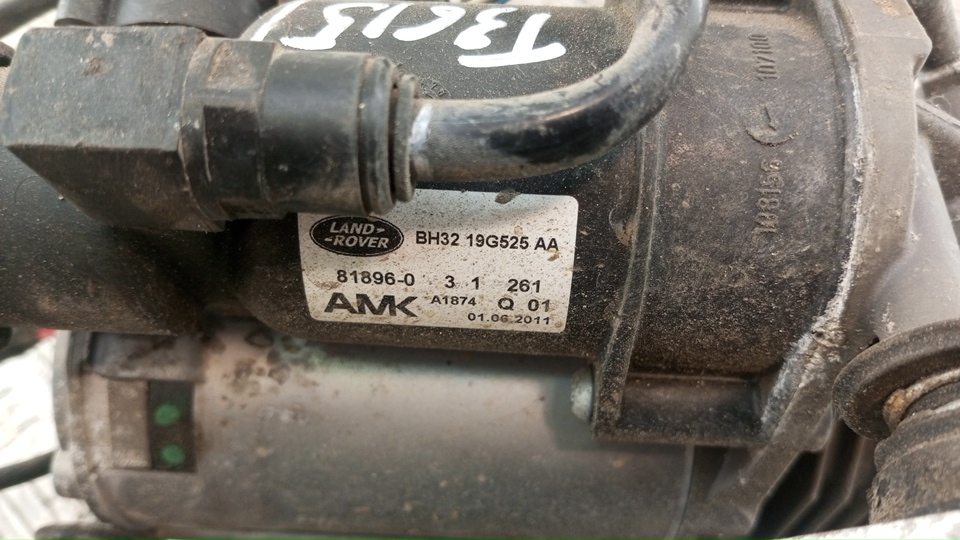 T3615
LAND-
-ROVER
BH32 19G525 AA
81896-0 3 1 261
AMK A1874 Q 01
01.06.2011